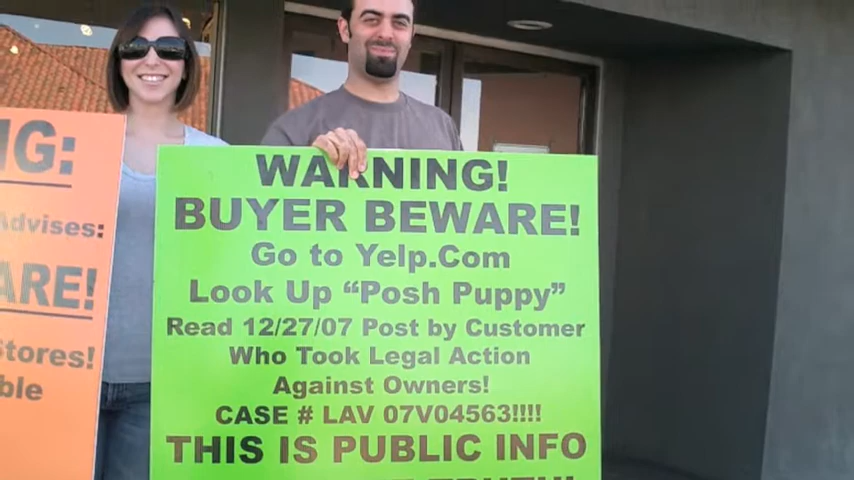 NG:
Advises:
ARE!
Stores!
ble
WARNING!
BUYER BEWARE!
Go to Yelp.Com
Look Up “Posh Puppy”
Read 12/27/07 Post by Customer
Who Took Legal Action
Against Owners!
CASE # LAV 07V04563!!!!
THIS IS PUBLIC INFO